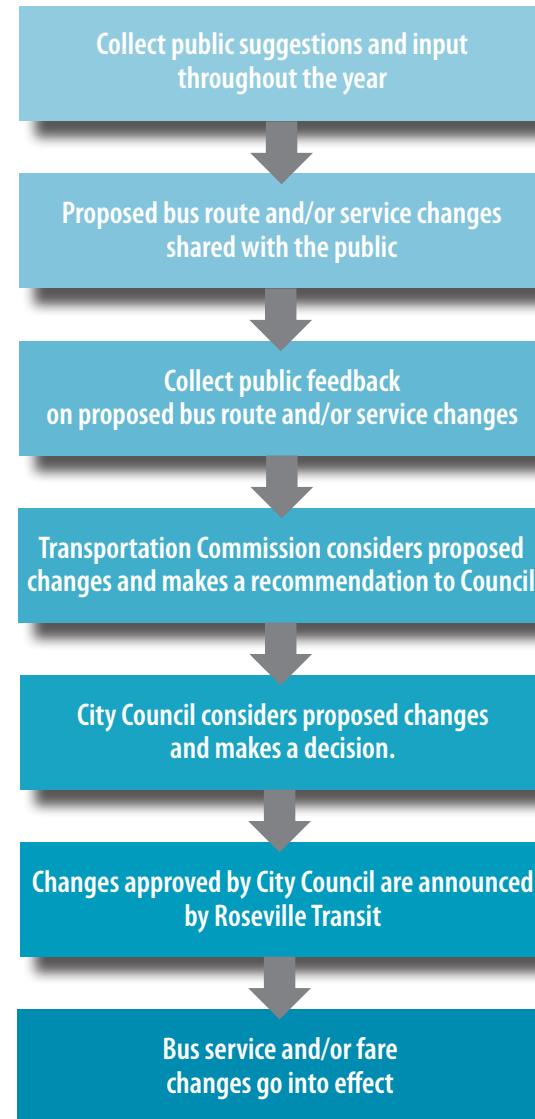 Collect public suggestions and input
throughout the year
Proposed bus route and/or service changes
shared with the public
Collect public feedback
on proposed bus route and/or service changes
Transportation Commission considers proposed
changes and makes a recommendation to Council
City Council considers proposed changes
and makes a decision.
Changes approved by City Council are announced
by Roseville Transit
Bus service and/or fare
changes go into effect